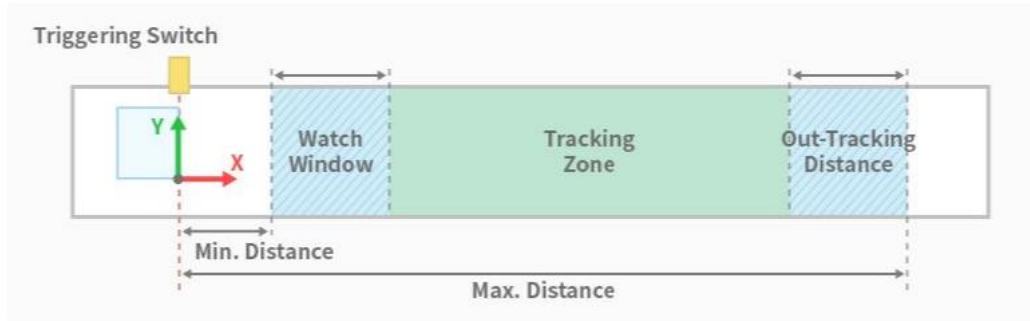 Triggering Switch
Y
X
Watch
Window
Tracking
Zone
Out-Tracking
Distance
Min. Distance
Max. Distance